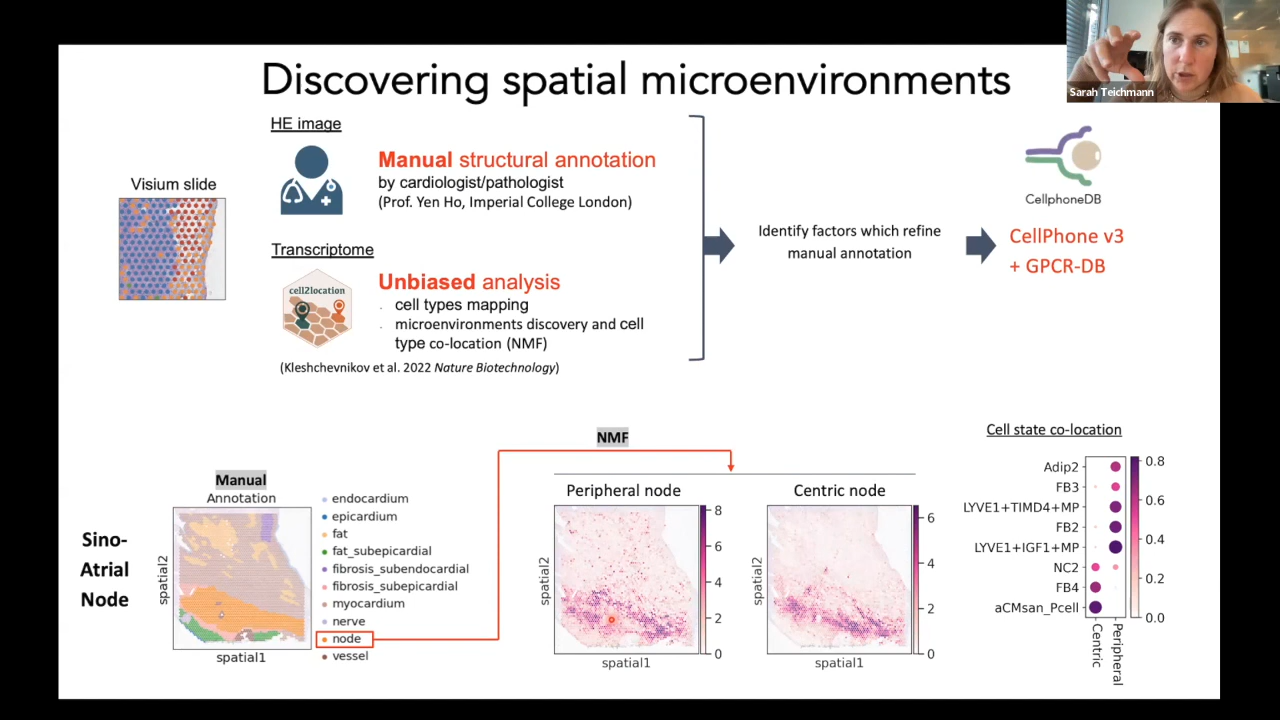 Sarah Teichmann
Discovering spatial microenvironments
HE image
Visium slide
Manual structural annotation
by cardiologist/pathologist
(Prof. Yen Ho, Imperial College London)
Transcriptome
cell2location
Unbiased analysis
. cell types mapping
. microenvironments discovery and cell
type co-location (NMF)
(Kleshchevnikov et al. 2022 Nature Biotechnology)
Identify factors which refine
manual annotation
CellphoneDB
CellPhone v3
+ GPCR-DB
Sino-
Atrial
Node
Manual
Annotation
spatial2
spatial1
endocardium
epicardium
fat
fat_subepicardial
fibrosis_subendocardial
fibrosis_subepicardial
myocardium
nerve
node
vessel
NMF
Peripheral node
spatial2
spatial1
8
6
4
2
0
Centric node
spatial2
spatial1
6
4
2
0
Cell state co-location
Adip2
FB3
LYVE1+TIMD4+MP
FB2
LYVE1+IGF1+MP
NC2
FB4
aCMsan_Pcell
Centric
Peripheral
0.8
0.6
0.4
0.2
0.0